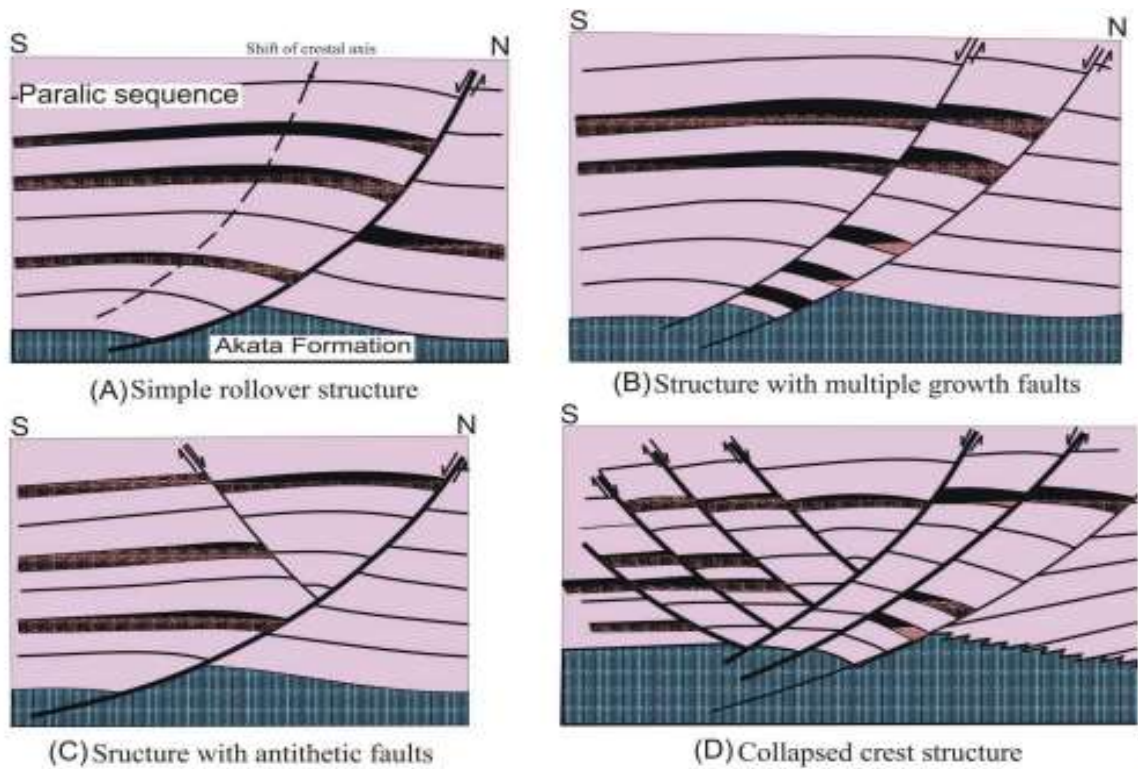 S
N
Shift of crestal axis
Paralic sequence
Akata Formation
(A) Simple rollover structure
S
N
(B) Structure with multiple growth faults
S
N
(C) Sructure with antithetic faults
S
N
(D) Collapsed crest structure